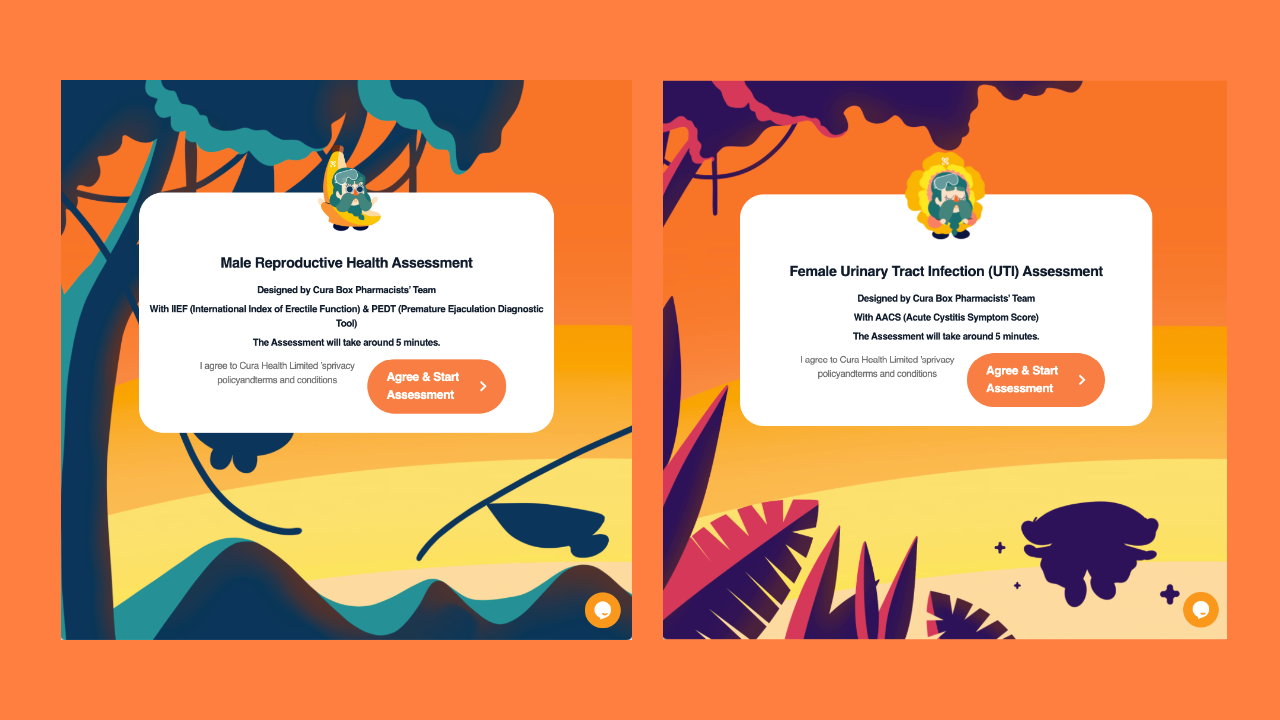 Male Reproductive Health Assessment
Designed by Cura Box Pharmacists' Team
With IIEF (International Index of Erectile Function) & PEDT (Premature Ejaculation Diagnostic
Tool)
The Assessment will take around 5 minutes.
I agree to Cura Health Limited 'sprivacy
policyandterms and conditions
Agree & Start
Assessment
Female Urinary Tract Infection (UTI) Assessment
Designed by Cura Box Pharmacists' Team
With AACS (Acute Cystitis Symptom Score)
The Assessment will take around 5 minutes.
I agree to Cura Health Limited 'sprivacy
policyandterms and conditions
Agree & Start
Assessment